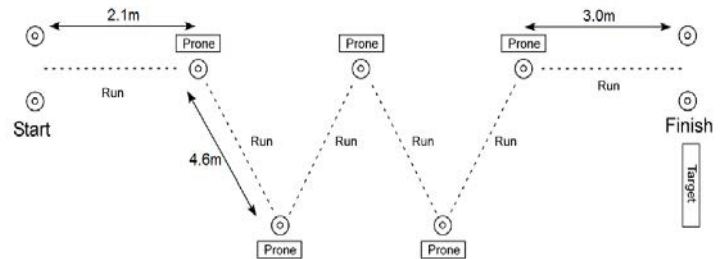 2.1m
3.0m
Prone
Prone
Prone
Run
Run
Start
Finish
Run
Run
Run
Run
4.6m
Target
Prone
Prone